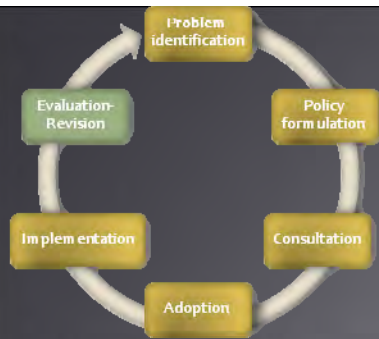 Problem
identification
Policy
formulation
Consultation
Adoption
Implementation
Evaluation-
Revision